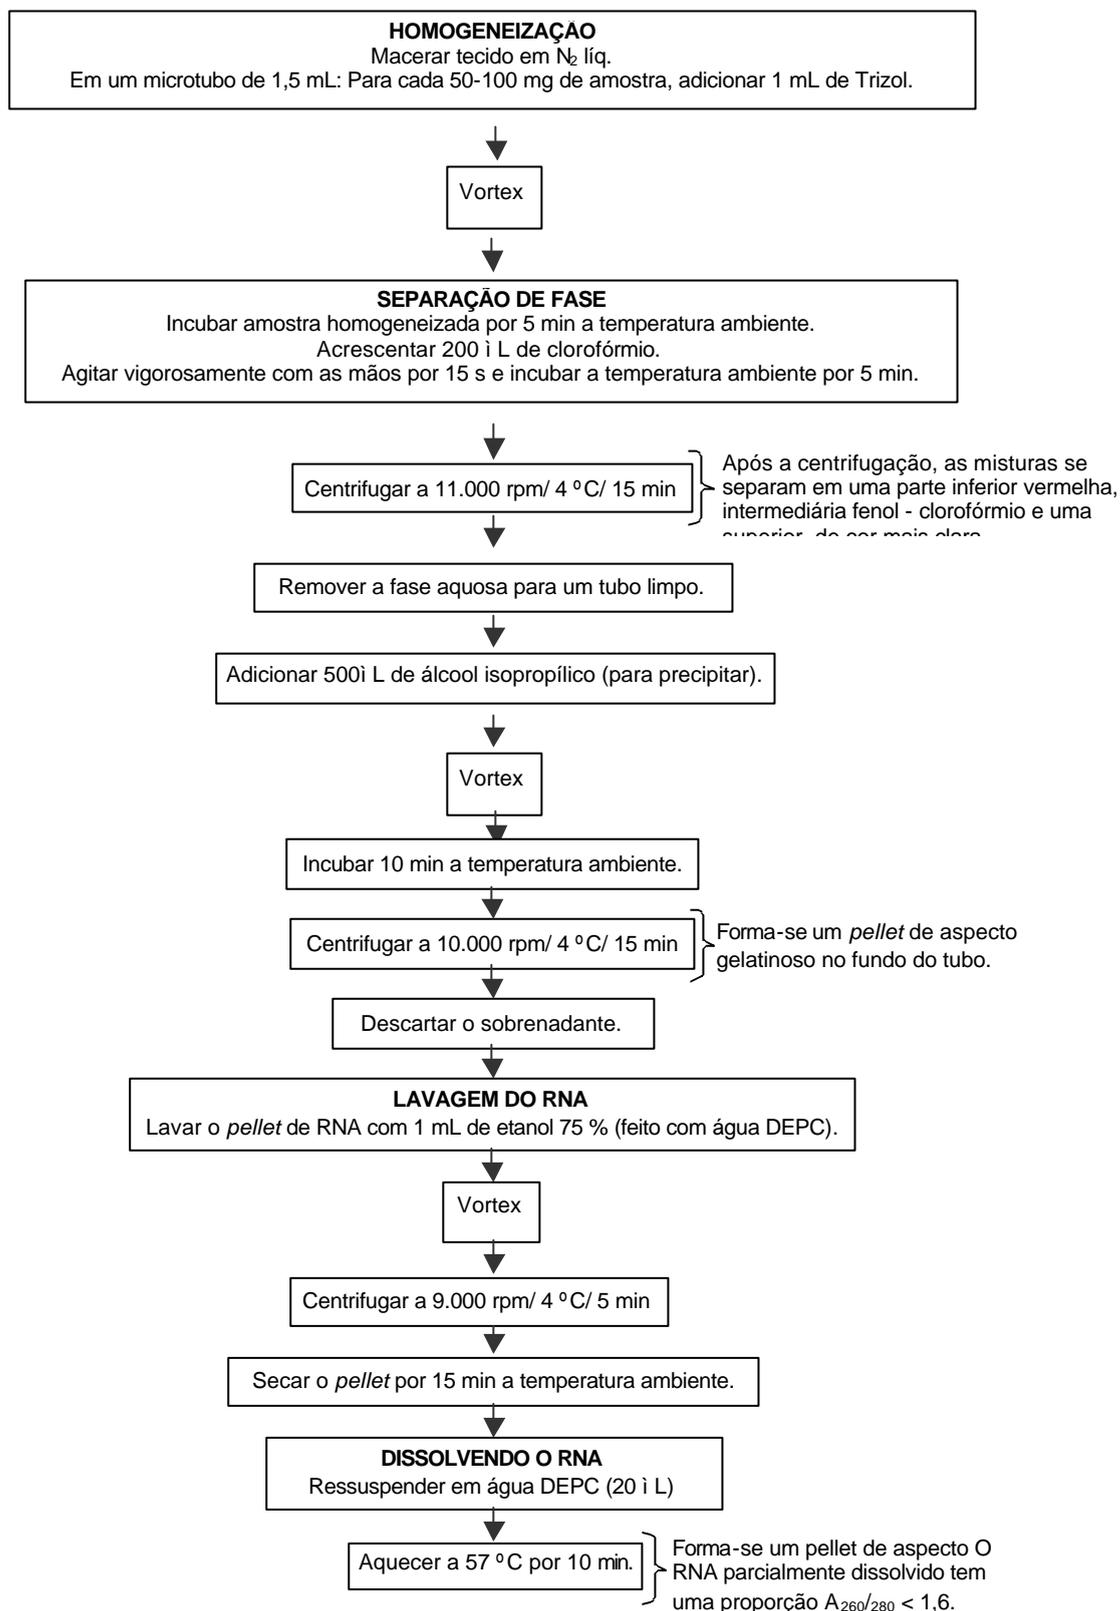 HOMOGENEIZAÇÃO
Macerar tecido em N₂ líq.
Em um microtubo de 1,5 mL: Para cada 50-100 mg de amostra, adicionar 1 mL de Trizol.
Vortex
SEPARAÇÃO DE FASE
Incubar amostra homogeneizada por 5 min a temperatura ambiente.
Acrescentar 200 ì L de clorofórmio.
Agitar vigorosamente com as mãos por 15 s e incubar a temperatura ambiente por 5 min.
Centrifugar a 11.000 rpm/ 4 ºC/ 15 min
Após a centrifugação, as misturas se
separam em uma parte inferior vermelha,
intermediária fenol - clorofórmio e uma
superior, de cor mais clara
Remover a fase aquosa para um tubo limpo.
Adicionar 500ì L de álcool isopropílico (para precipitar).
Vortex
Incubar 10 min a temperatura ambiente.
Centrifugar a 10.000 rpm/ 4 ºC/ 15 min
Forma-se um pellet de aspecto
gelatinoso no fundo do tubo.
Descartar o sobrenadante.
LAVAGEM DO RNA
Lavar o pellet de RNA com 1 mL de etanol 75 % (feito com água DEPC).
Vortex
Centrifugar a 9.000 rpm/ 4 ºC/ 5 min
Secar o pellet por 15 min a temperatura ambiente.
DISSOLVENDO O RNA
Ressuspender em água DEPC (20 ì L)
Aquecer a 57 ºC por 10 min.
Forma-se um pellet de aspecto O
RNA parcialmente dissolvido tem
uma proporção A₂₆₀/₂₈₀ < 1,6.